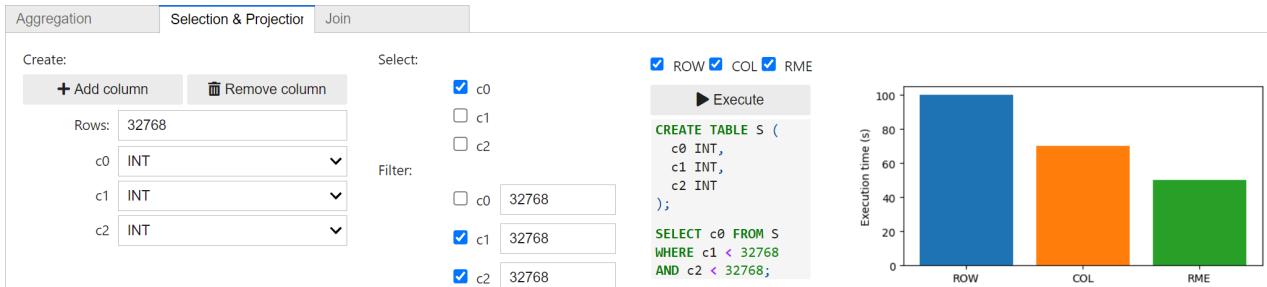 Aggregation
Selection & Projection
Join
Create:
Add column
Remove column
Rows: 32768
c0 INT
c1 INT
c2 INT
Select:
c0
c1
c2
Filter:
c0 32768
c1 32768
c2 32768
ROW COL RME
Execute
CREATE TABLE S (
c0 INT,
c1 INT,
c2 INT
);
SELECT c0 FROM S
WHERE c1 < 32768
AND c2 < 32768;
Execution time (s)
100
80
60
40
20
0
ROW COL RME